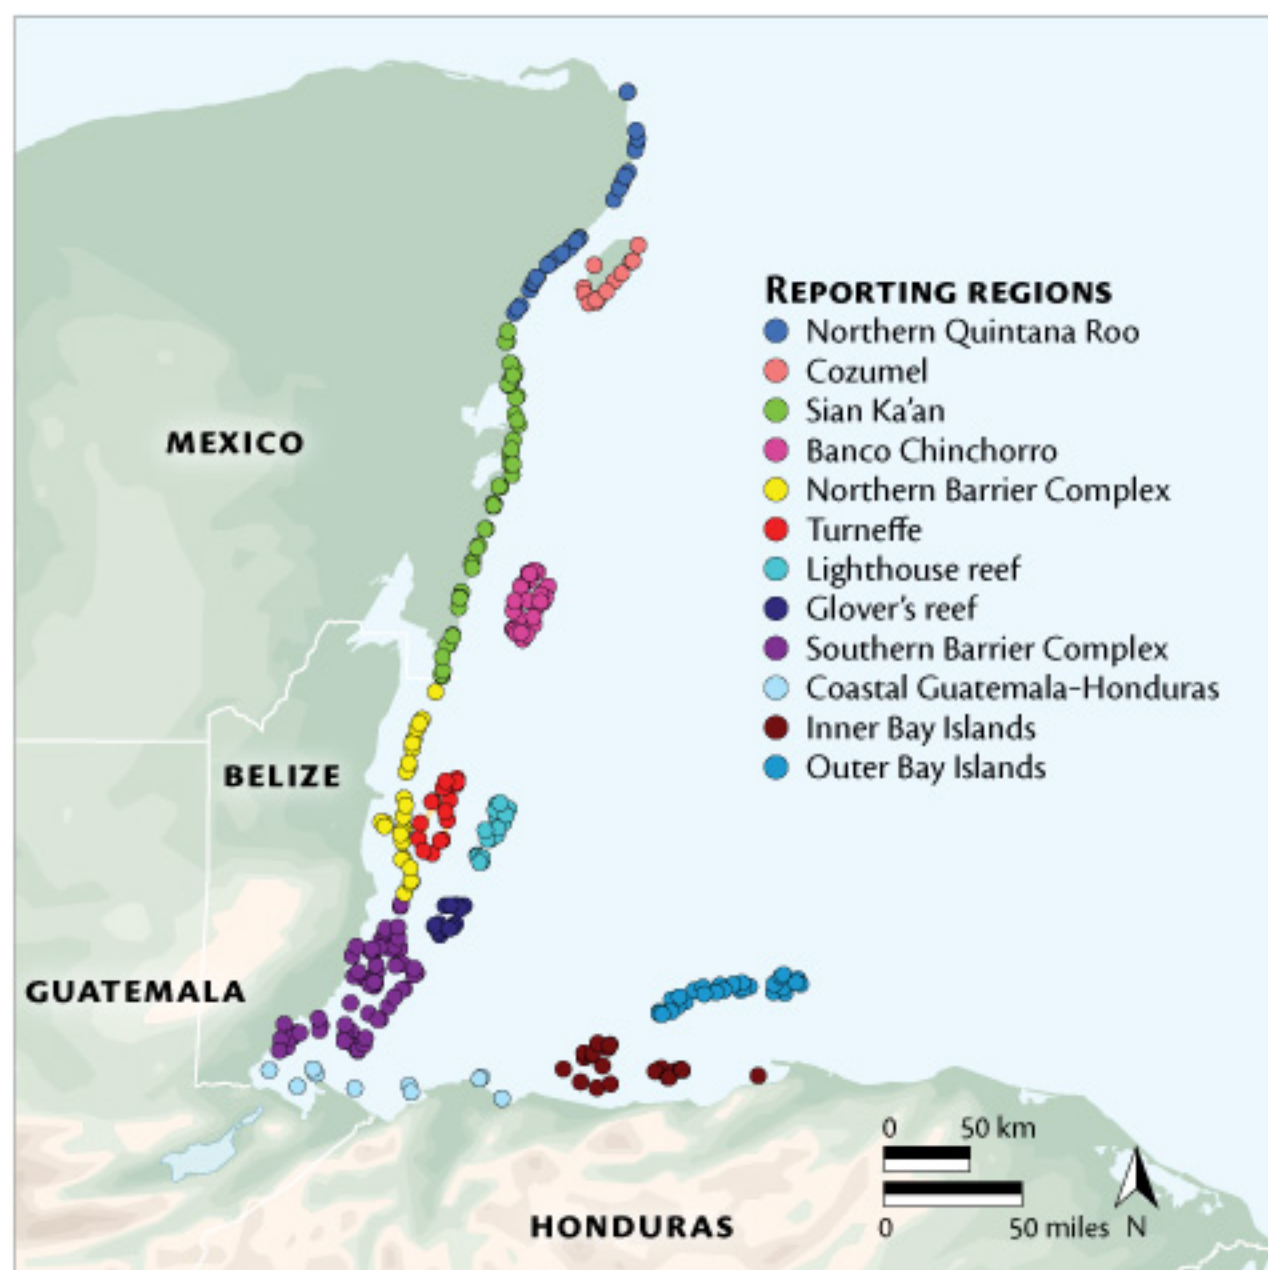 REPORTING REGIONS
Northern Quintana Roo
Cozumel
Sian Ka’an
Banco Chinchorro
Northern Barrier Complex
Turneffe
Lighthouse reef
Glover’s reef
Southern Barrier Complex
Coastal Guatemala–Honduras
Inner Bay Islands
Outer Bay Islands
MEXICO
BELIZE
GUATEMALA
HONDURAS
0 50 km
0 50 miles N